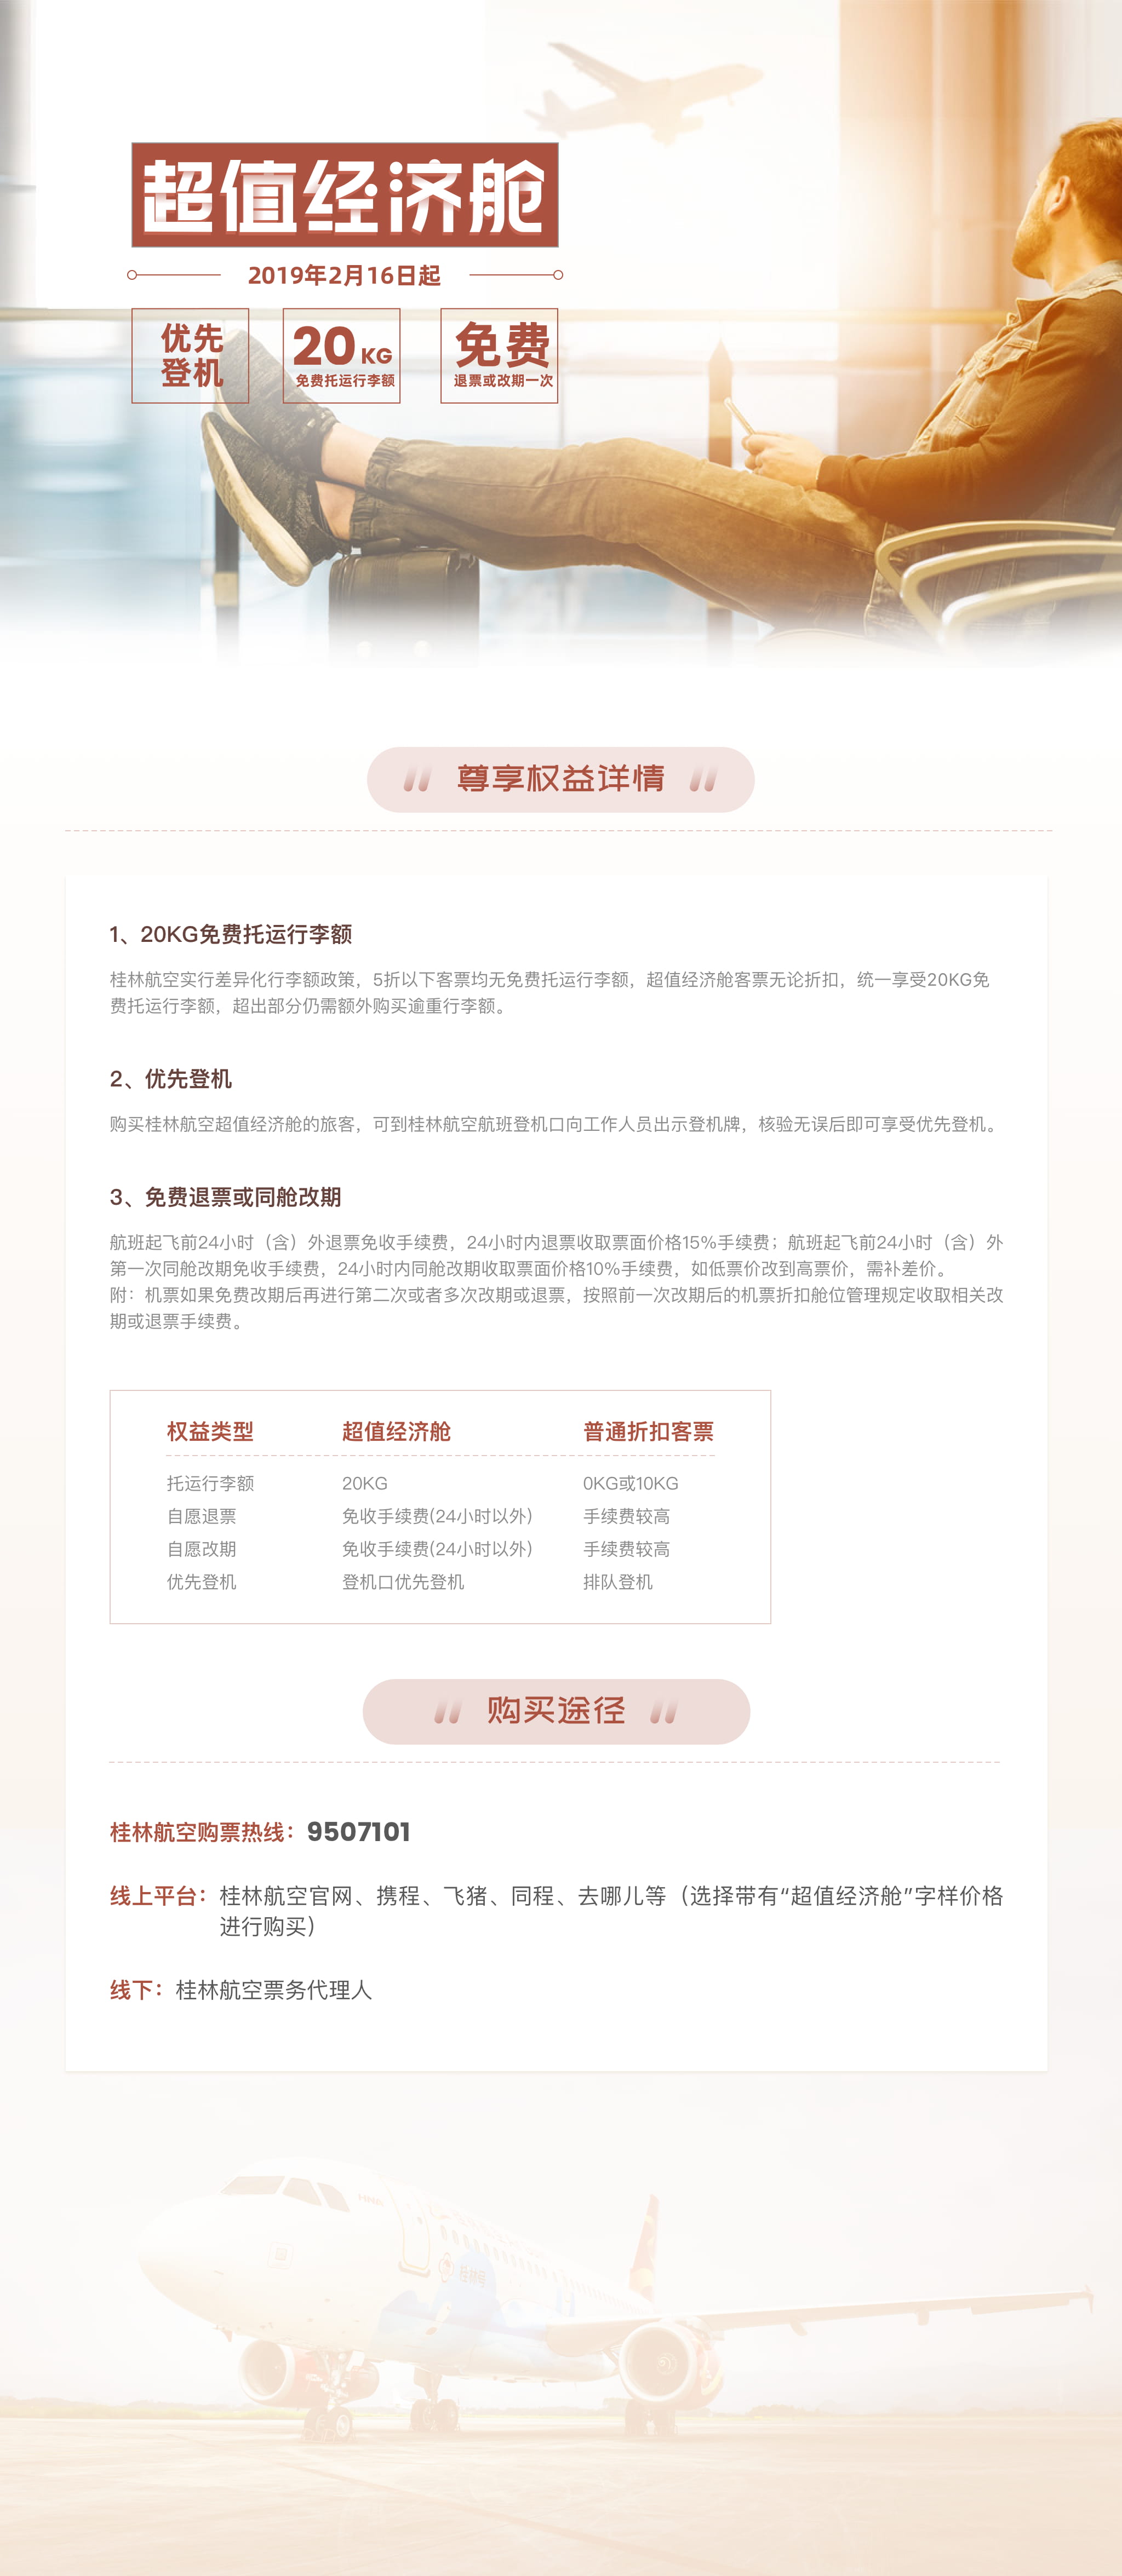 超值经济舱
2019年2月16日起
优先
登机
20KG
免费托运行李额
免费
退票或改期一次
尊享权益详情
1、20KG免费托运行李额
桂林航空实行差异化行李额政策，5折以下客票均无免费托运行李额，超值经济舱客票无论折扣，统一享受20KG免
费托运行李额，超出部分仍需额外购买逾重行李额。
2、优先登机
购买桂林航空超值经济舱的旅客，可到桂林航空航班登机口向工作人员出示登机牌，核验无误后即可享受优先登机。
3、免费退票或同舱改期
航班起飞前24小时（含）外退票免收手续费，24小时内退票收取票面价格15%手续费；航班起飞前24小时（含）外
第一次同舱改期免收手续费，24小时内同舱改期收取票面价格10%手续费，如低票价改到高票价，需补差价。
附：机票如果免费改期后再进行第二次或者多次改期或退票，按照前一次改期后的机票折扣舱位管理规定收取相关改
期或退票手续费。
权益类型 超值经济舱 普通折扣客票
托运行李额 20KG 0KG或10KG
自愿退票 免收手续费(24小时以外) 手续费较高
自愿改期 免收手续费(24小时以外) 手续费较高
优先登机 登机口优先登机 排队登机
购买途径
桂林航空购票热线：9507101
线上平台：桂林航空官网、携程、飞猪、同程、去哪儿等（选择带有“超值经济舱”字样价格
进行购买）
线下：桂林航空票务代理人
桂林号